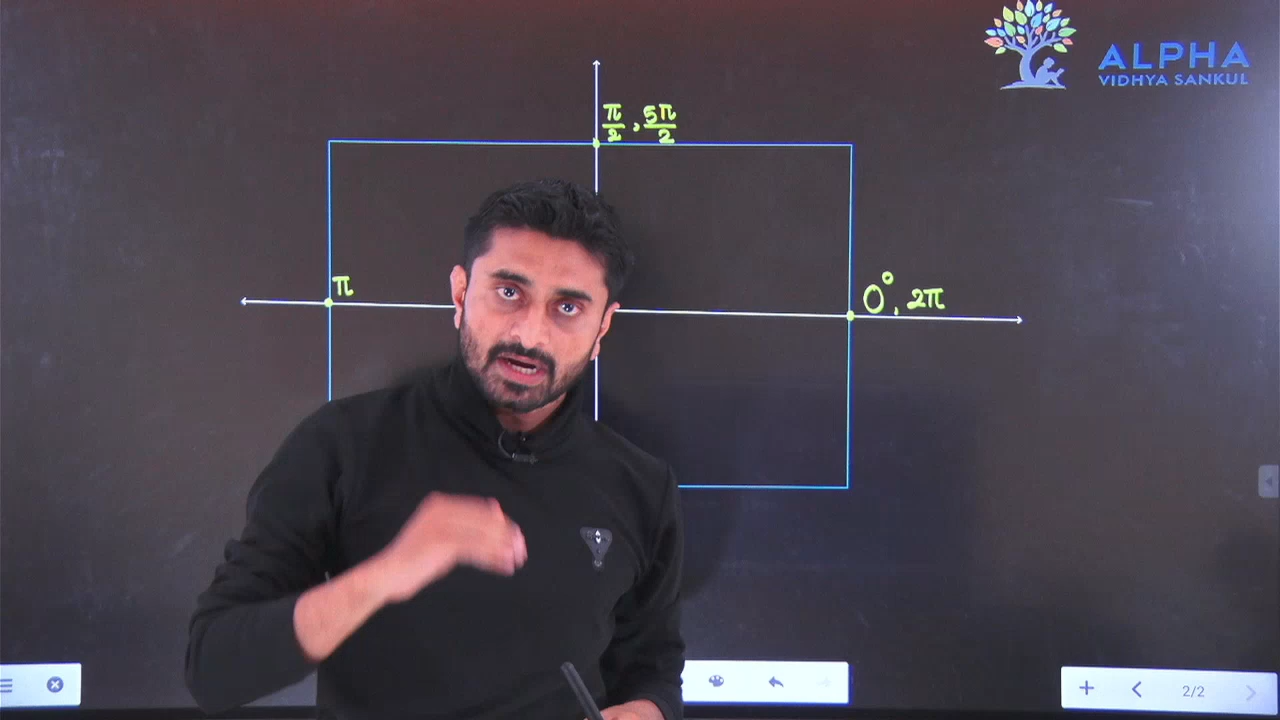 ALPHA
VIDHYA SANKUL
π/2, 5π/2
π
0°, 2π
2/2